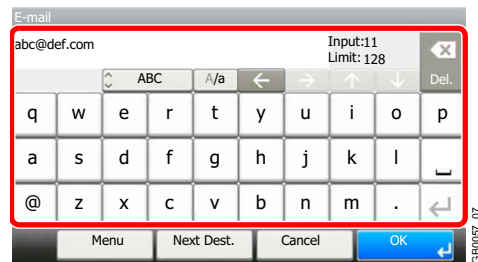 E-mail
abc@def.com
Input:11
Limit: 128
ABC A/a ← → ↑ ↓ Del.
q w e r t y u i o p
a s d f g h j k l
@ z x c v b n m .
Menu Next Dest. Cancel OK
GB0057_07